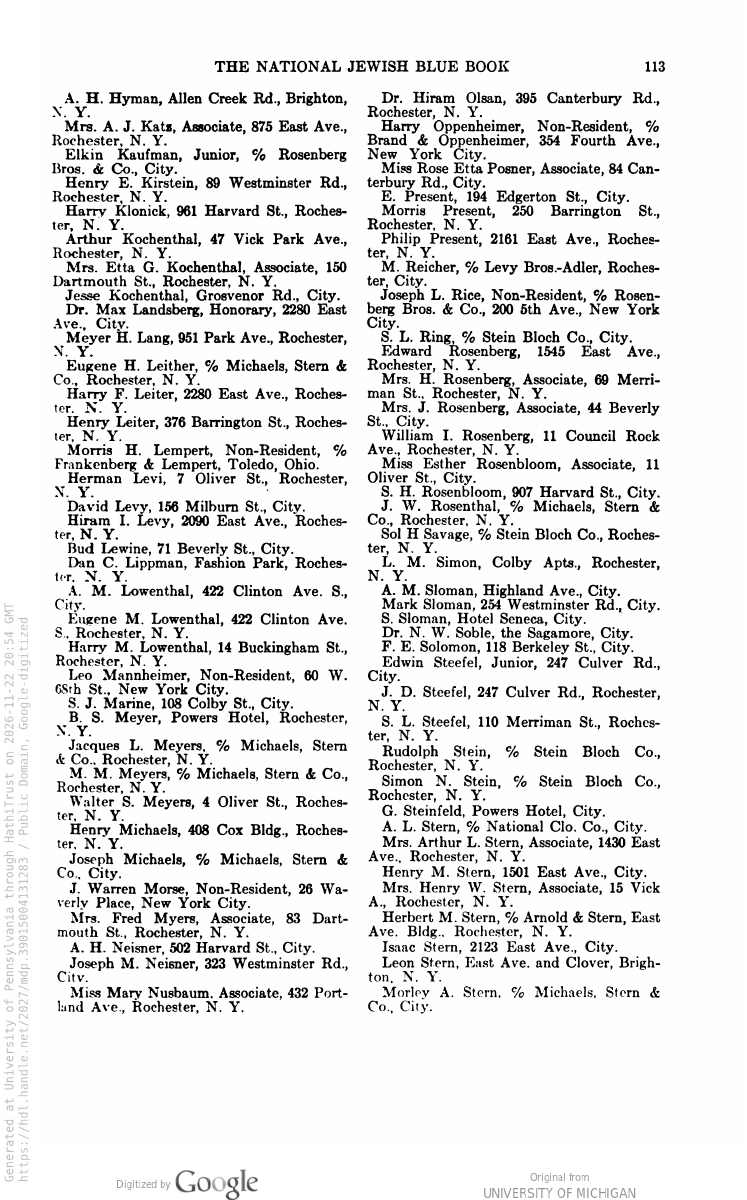 THE NATIONAL JEWISH BLUE BOOK 113
A. H. Hyman, Allen Creek Rd., Brighton,
N. Y.
Mrs. A. J. Katz, Associate, 875 East Ave.,
Rochester, N. Y.
Elkin Kaufman, Junior, % Rosenberg
Bros. & Co., City.
Henry E. Kirstein, 89 Westminster Rd.,
Rochester, N. Y.
Harry Klonick, 961 Harvard St., Roches-
ter, N. Y.
Arthur Kochenthal, 47 Vick Park Ave.,
Rochester, N. Y.
Mrs. Etta G. Kochenthal, Associate, 150
Dartmouth St., Rochester, N. Y.
Jesse Kochenthal, Grosvenor Rd., City.
Dr. Max Landsberg, Honorary, 2280 East
Ave., City.
Meyer H. Lang, 951 Park Ave., Rochester,
N. Y.
Eugene H. Leither, % Michaels, Stern &
Co., Rochester, N. Y.
Harry F. Leiter, 2280 East Ave., Roches-
ter, N. Y.
Henry Leiter, 376 Barrington St., Roches-
ter, N. Y.
Morris H. Lempert, Non-Resident, %
Frankenberg & Lempert, Toledo, Ohio.
Herman Levi, 7 Oliver St., Rochester,
N. Y.
David Levy, 156 Milburn St., City.
Hiram I. Levy, 2090 East Ave., Roches-
ter, N. Y.
Bud Lewine, 71 Beverly St., City.
Dan C. Lippman, Fashion Park, Roches-
ter, N. Y.
A. M. Lowenthal, 422 Clinton Ave. S.,
City.
Eugene M. Lowenthal, 422 Clinton Ave.
S., Rochester, N. Y.
Harry M. Lowenthal, 14 Buckingham St.,
Rochester, N. Y.
Leo Mannheimer, Non-Resident, 60 W.
68th St., New York City.
S. J. Marine, 108 Colby St., City.
B. S. Meyer, Powers Hotel, Rochester,
N. Y.
Jacques L. Meyers, % Michaels, Stern
& Co., Rochester, N. Y.
M. M. Meyers, % Michaels, Stern & Co.,
Rochester, N. Y.
Walter S. Meyers, 4 Oliver St., Roches-
ter, N. Y.
Henry Michaels, 408 Cox Bldg., Roches-
ter, N. Y.
Joseph Michaels, % Michaels, Stern &
Co., City.
J. Warren Morse, Non-Resident, 26 Wa-
verly Place, New York City.
Mrs. Fred Myers, Associate, 83 Dart-
mouth St., Rochester, N. Y.
A. H. Neisner, 502 Harvard St., City.
Joseph M. Neisner, 323 Westminster Rd.,
City.
Miss Mary Nusbaum, Associate, 432 Port-
land Ave., Rochester, N. Y.
Dr. Hiram Olsan, 395 Canterbury Rd.,
Rochester, N. Y.
Harry Oppenheimer, Non-Resident, %
Brand & Oppenheimer, 354 Fourth Ave.,
New York City.
Miss Rose Etta Posner, Associate, 84 Can-
terbury Rd., City.
E. Present, 194 Edgerton St., City.
Morris Present, 250 Barrington St.,
Rochester, N. Y.
Philip Present, 2161 East Ave., Roches-
ter, N. Y.
M. Reicher, % Levy Bros.-Adler, Roches-
ter, City.
Joseph L. Rice, Non-Resident, % Rosen-
berg Bros. & Co., 200 5th Ave., New York
City.
S. L. Ring, % Stein Bloch Co., City.
Edward Rosenberg, 1545 East Ave.,
Rochester, N. Y.
Mrs. H. Rosenberg, Associate, 69 Merri-
man St., Rochester, N. Y.
Mrs. J. Rosenberg, Associate, 44 Beverly
St., City.
William I. Rosenberg, 11 Council Rock
Ave., Rochester, N. Y.
Miss Esther Rosenbloom, Associate, 11
Oliver St., City.
S. H. Rosenbloom, 907 Harvard St., City.
J. W. Rosenthal, % Michaels, Stern &
Co., Rochester, N. Y.
Sol H Savage, % Stein Bloch Co., Roches-
ter, N. Y.
L. M. Simon, Colby Apts., Rochester,
N. Y.
A. M. Sloman, Highland Ave., City.
Mark Sloman, 254 Westminster Rd., City.
S. Sloman, Hotel Seneca, City.
Dr. N. W. Soble, the Sagamore, City.
F. E. Solomon, 118 Berkeley St., City.
Edwin Steefel, Junior, 247 Culver Rd.,
City.
J. D. Steefel, 247 Culver Rd., Rochester,
N. Y.
S. L. Steefel, 110 Merriman St., Roches-
ter, N. Y.
Rudolph Stein, % Stein Bloch Co.,
Rochester, N. Y.
Simon N. Stein, % Stein Bloch Co.,
Rochester, N. Y.
G. Steinfeld, Powers Hotel, City.
A. L. Stern, % National Clo. Co., City.
Mrs. Arthur L. Stern, Associate, 1430 East
Ave., Rochester, N. Y.
Henry M. Stern, 1501 East Ave., City.
Mrs. Henry W. Stern, Associate, 15 Vick
A., Rochester, N. Y.
Herbert M. Stern, % Arnold & Stern, East
Ave. Bldg., Rochester, N. Y.
Isaac Stern, 2123 East Ave., City.
Leon Stern, East Ave. and Clover, Brigh-
ton, N. Y.
Morley A. Stern, % Michaels, Stern &
Co., City.
Generated at University of Pennsylvania through HathiTrust on 2026-11-22 20:54 GMT
https://hdl.handle.net/2027/mdp.39015004131283 / Public Domain, Google-digitized
Digitized by Google
Original from
UNIVERSITY OF MICHIGAN